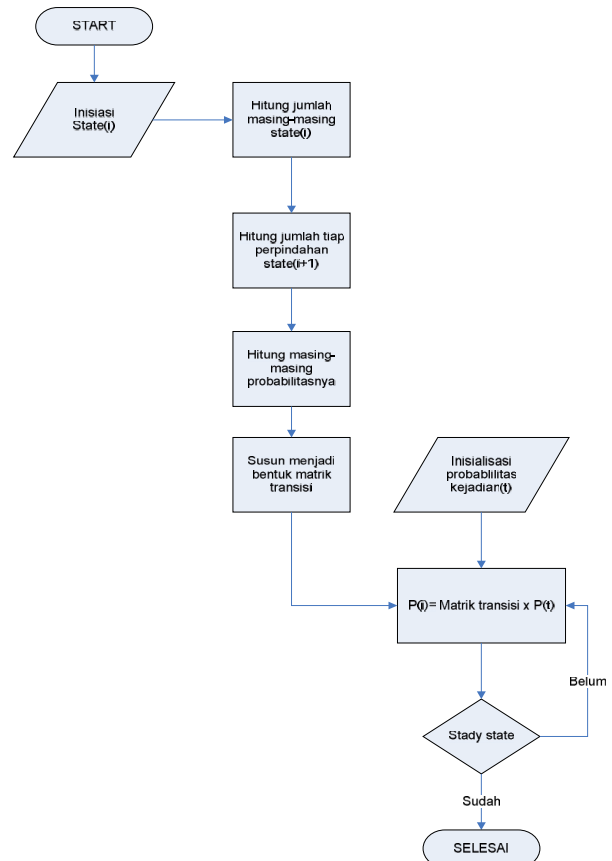 START
Inisiasi
State(i)
Hitung jumlah
masing-masing
state(i)
Hitung jumlah tiap
perpindahan
state(i+1)
Hitung masing-
masing
probabilitasnya
Susun menjadi
bentuk matrik
transisi
Inisialisasi
probablilitas
kejadian(t)
P(i)= Matrik transisi x P(t)
Belum
Stady state
Sudah
SELESAI